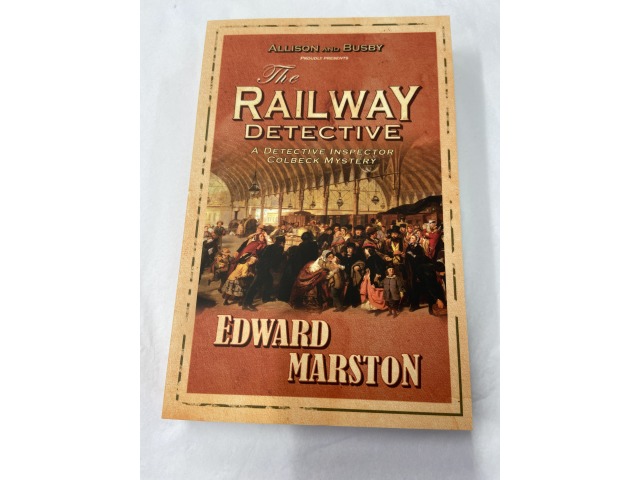 ALLISON AND BUSBY
PROUDLY PRESENTS
The
RAILWAY
DETECTIVE
A DETECTIVE INSPECTOR
COLBECK MYSTERY
EDWARD
MARSTON